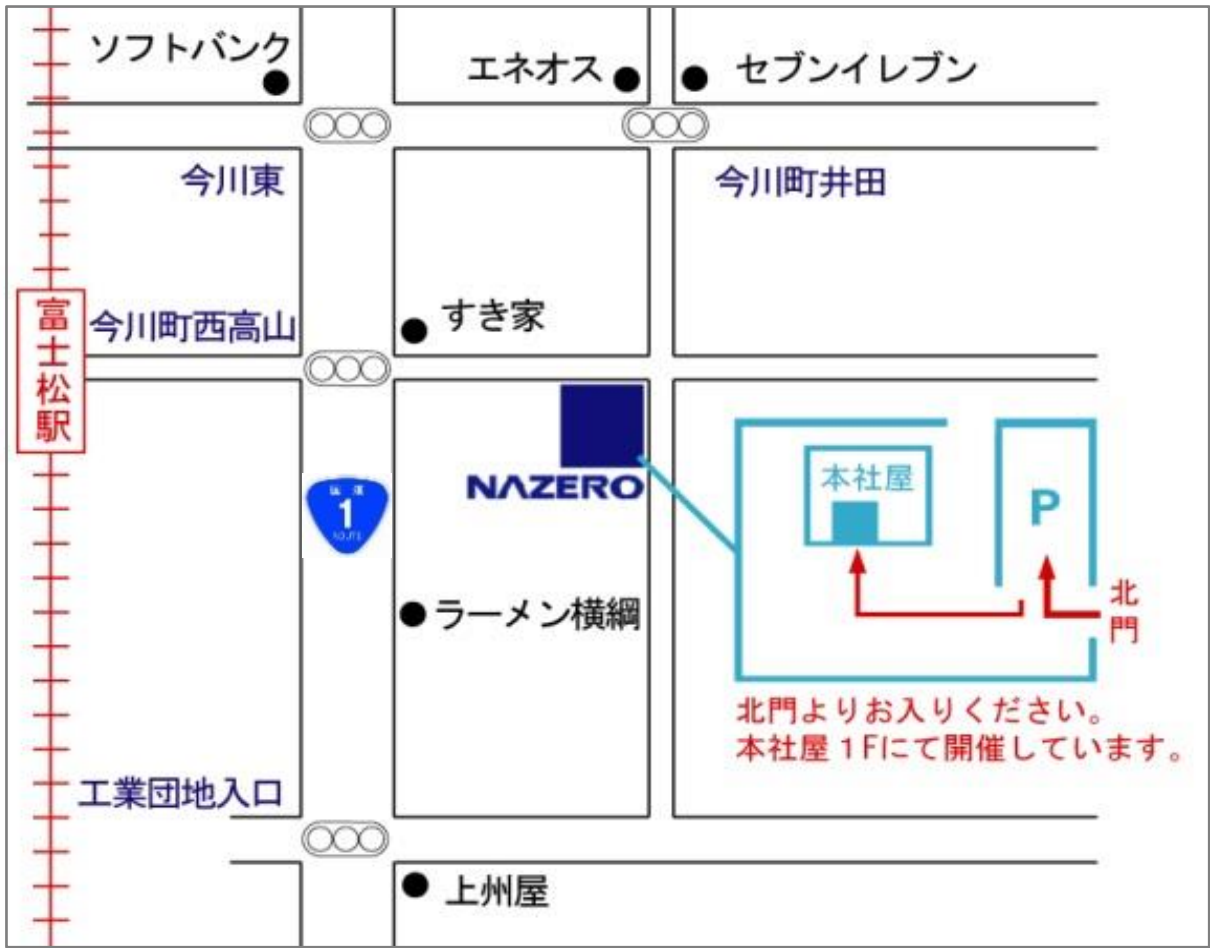 ソフトバンク
エネオス
セブンイレブン
今川東
今川町井田
富士松駅
今川町西高山
すき家
NAZERO
本社屋
P
国道
1
ROUTE
ラーメン横綱
北門
北門よりお入りください。
本社屋1Fにて開催しています。
工業団地入口
上州屋